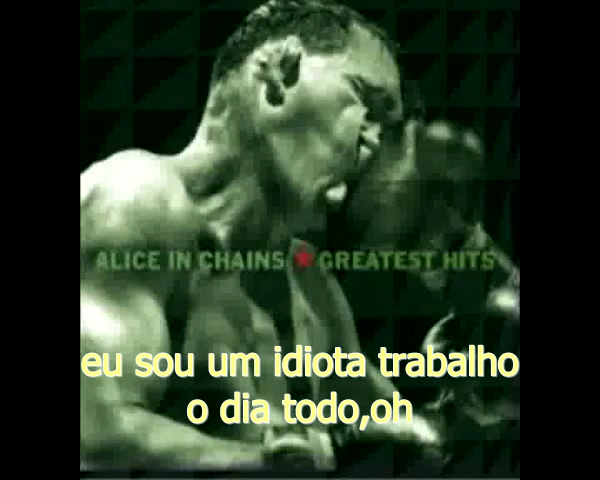 ALICE IN CHAINS ★ GREATEST HITS
eu sou um idiota trabalho
o dia todo,oh